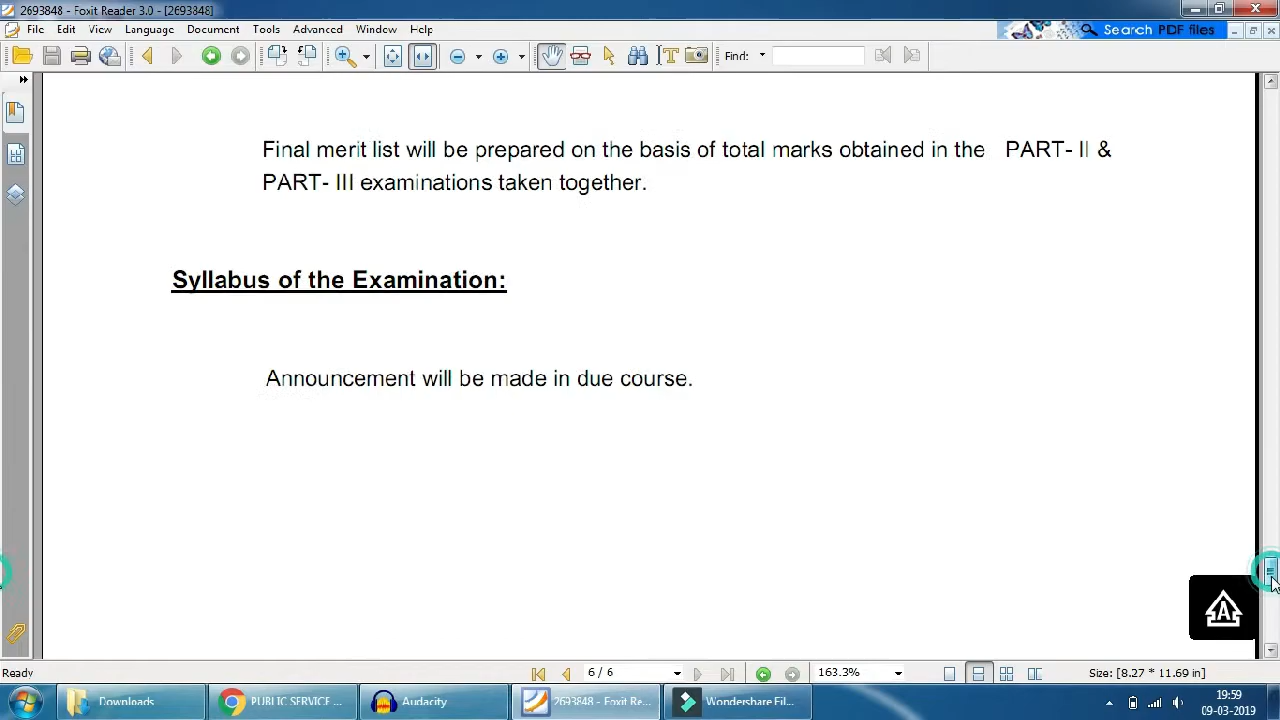 2693848 - Foxit Reader 3.0 - [2693848]
File Edit View Language Document Tools Advanced Window Help
Search PDF files
Find:
Final merit list will be prepared on the basis of total marks obtained in the PART- II &
PART- III examinations taken together.
Syllabus of the Examination:
Announcement will be made in due course.
A
Ready
6 / 6
163.3%
Size: [8.27 * 11.69 in]
Downloads
PUBLIC SERVICE ...
Audacity
2693848 - Foxit Re...
Wondershare Fil...
19:59
09-03-2019